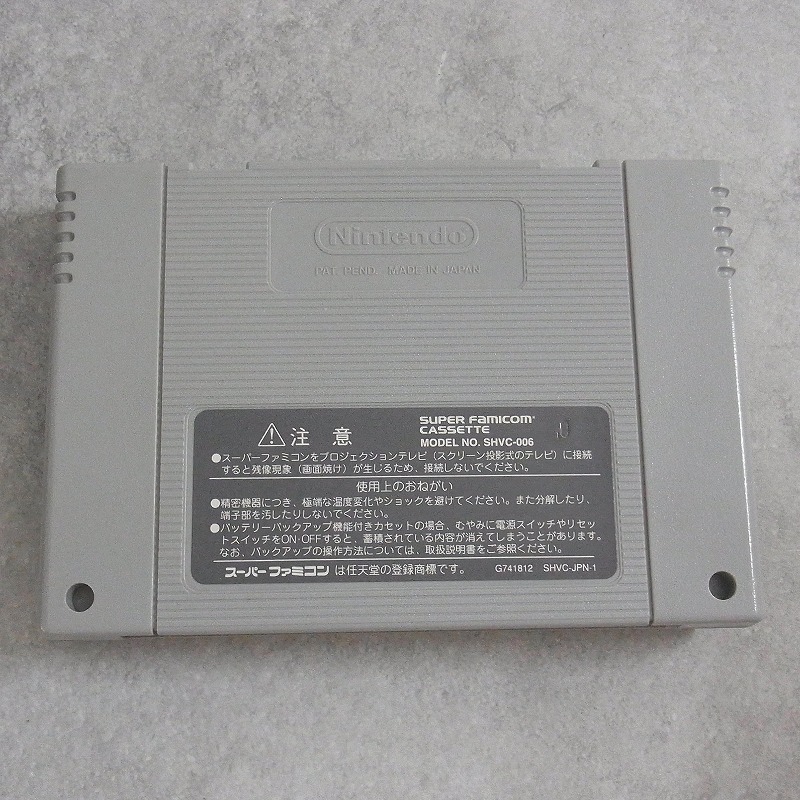 Nintendo
PAT. PEND. MADE IN JAPAN
SUPER FAMICOM
CASSETTE
⚠注 意 MODEL NO. SHVC-006
●スーパーファミコンをプロジェクションテレビ（スクリーン投影式のテレビ）に接続
すると残像現象（画面焼け）が生じるため、接続しないでください。
使用上のおねがい
●精密機器につき、極端な温度変化やショックを避けてください。また分解したり、
端子部を汚したりしないでください。
●バッテリーバックアップ機能付きカセットの場合、むやみに電源スイッチやリセッ
トスイッチをON・OFFすると、蓄積されている内容が消えてしまうことがあります。
なお、バックアップの操作方法については、取扱説明書をご参照ください。
スーパーファミコンは任天堂の登録商標です。 G741812 SHVC-JPN-1